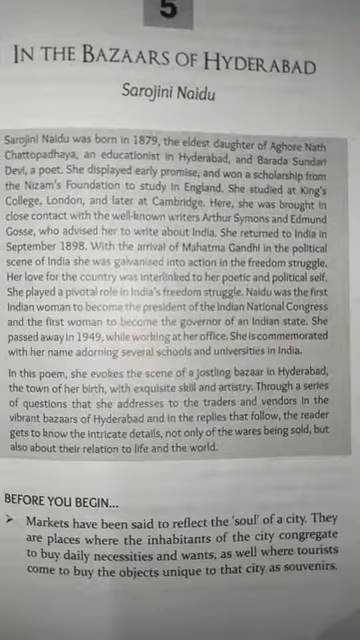 5
IN THE BAZAARS OF HYDERABAD
Sarojini Naidu
Sarojini Naidu was born in 1879, the eldest daughter of Aghore Nath
Chattopadhaya, an educationist in Hyderabad, and Barada Sundari
Devi, a poet. She displayed early promise, and won a scholarship from
the Nizam's Foundation to study in England. She studied at King's
College, London, and later at Cambridge. Here, she was brought in
close contact with the well-known writers Arthur Symons and Edmund
Gosse, who advised her to write about India. She returned to India in
September 1898. With the arrival of Mahatma Gandhi in the political
scene of India she was galvanised into action in the freedom struggle.
Her love for the country was interlinked to her poetic and political self.
She played a pivotal role in India's freedom struggle. Naidu was the first
Indian woman to become the president of the Indian National Congress
and the first woman to become the governor of an Indian state. She
passed away in 1949, while working at her office. She is commemorated
with her name adorning several schools and universities in India.
In this poem, she evokes the scene of a jostling bazaar in Hyderabad,
the town of her birth, with exquisite skill and artistry. Through a series
of questions that she addresses to the traders and vendors in the
vibrant bazaars of Hyderabad and in the replies that follow, the reader
gets to know the intricate details, not only of the wares being sold, but
also about their relation to life and the world.
BEFORE YOU BEGIN...
➤ Markets have been said to reflect the 'soul' of a city. They
are places where the inhabitants of the city congregate
to buy daily necessities and wants, as well where tourists
come to buy the objects unique to that city as souvenirs.